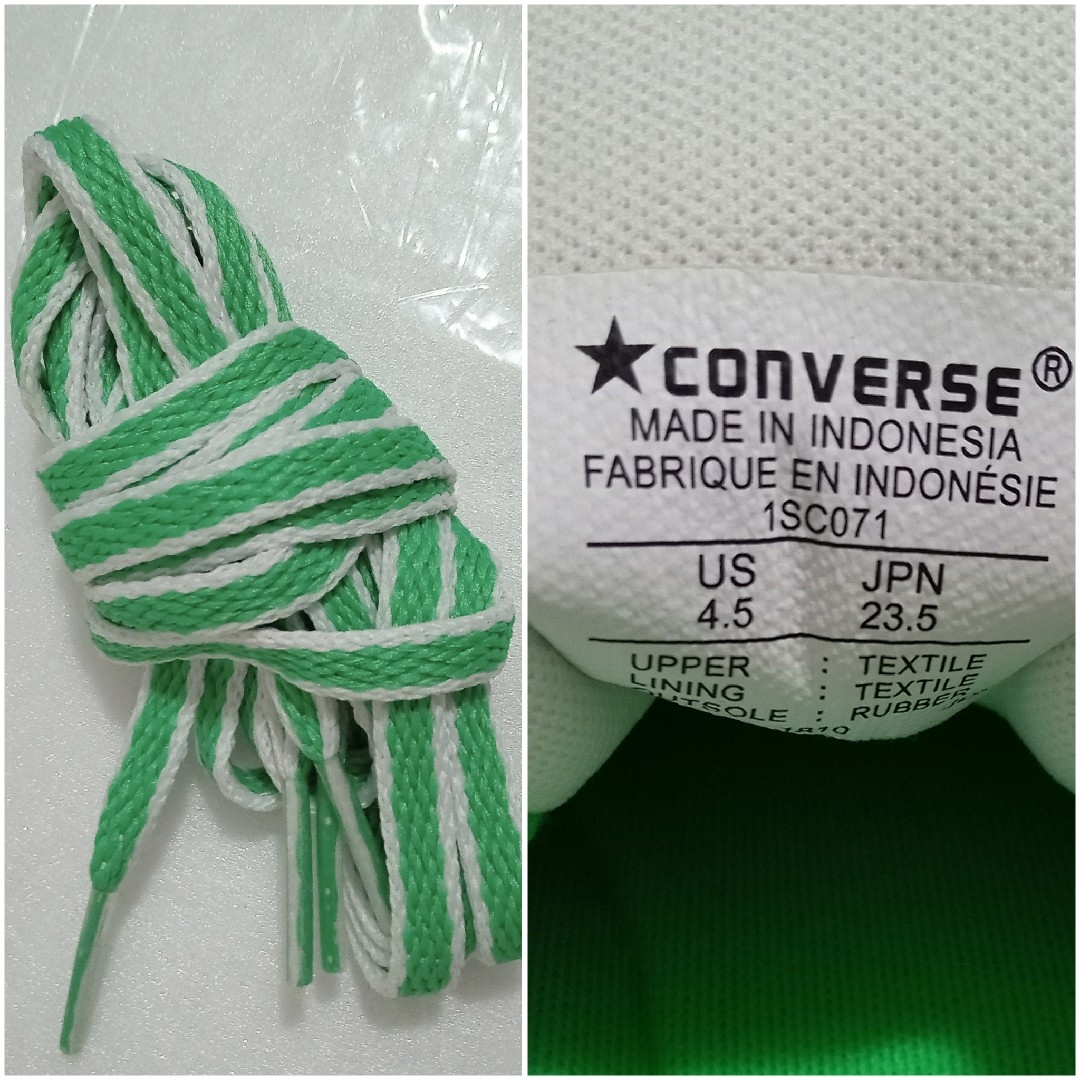 ★CONVERSE®
MADE IN INDONESIA
FABRIQUE EN INDONÉSIE
1SC071
US JPN
4.5 23.5
UPPER : TEXTILE
LINING : TEXTILE
OUTSOLE : RUBBER
1810